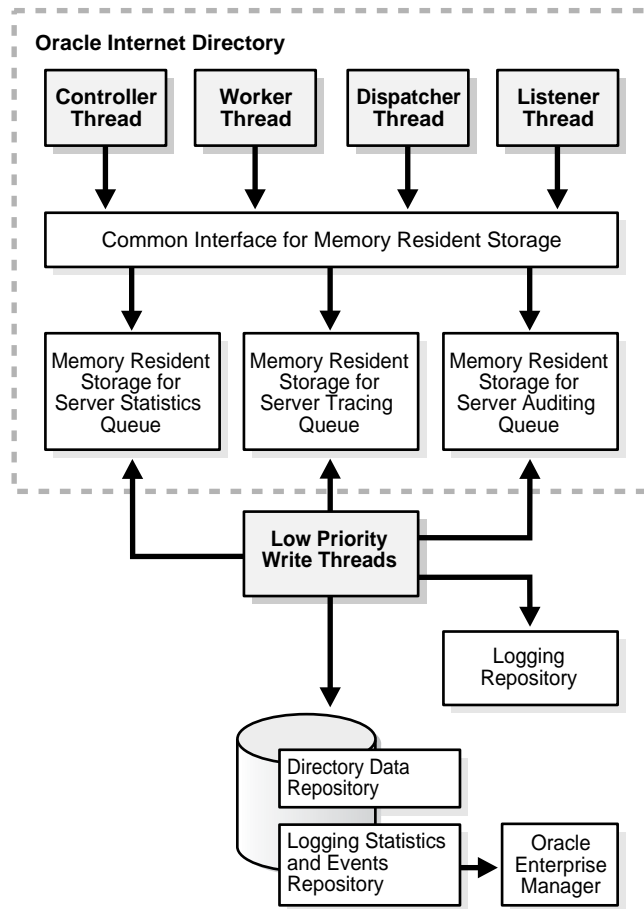 Oracle Internet Directory
Controller
Thread
Worker
Thread
Dispatcher
Thread
Listener
Thread
Common Interface for Memory Resident Storage
Memory Resident
Storage for
Server Statistics
Queue
Memory Resident
Storage for
Server Tracing
Queue
Memory Resident
Storage for
Server Auditing
Queue
Low Priority
Write Threads
Logging
Repository
Directory Data
Repository
Logging Statistics
and Events
Repository
Oracle
Enterprise
Manager